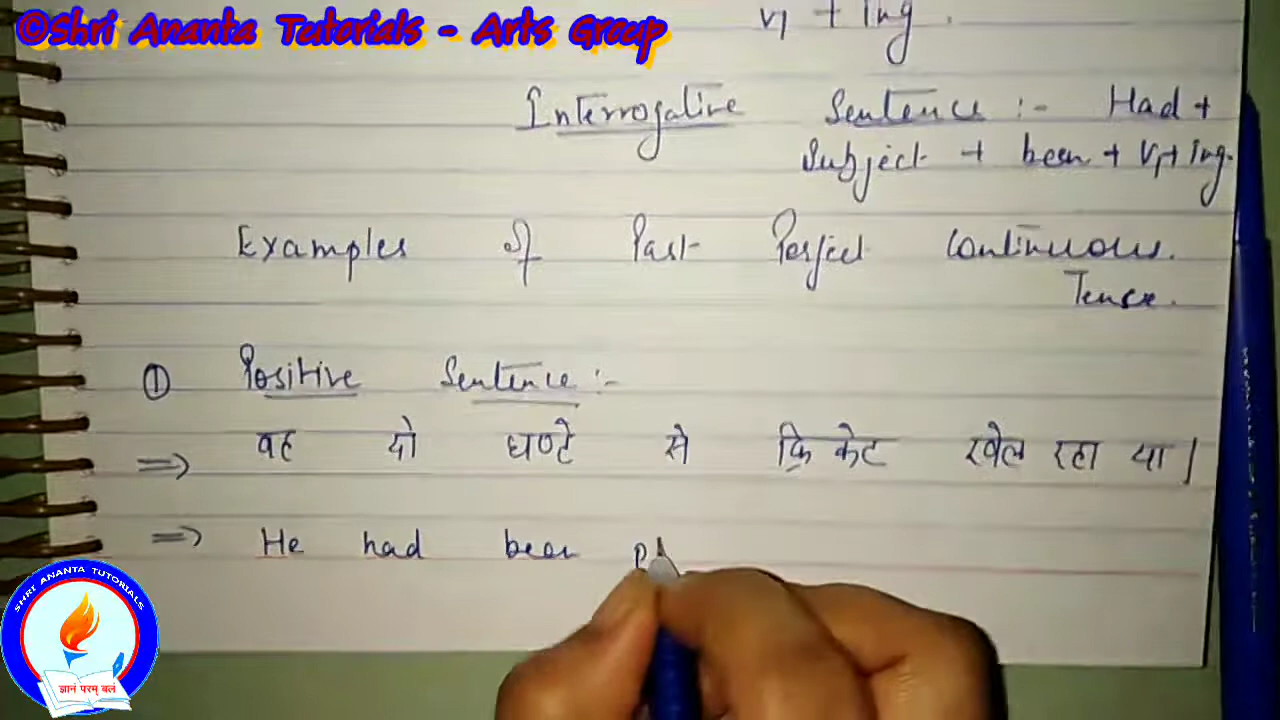 ©Shri Ananta Tutorials - Arts Group
V1 + ing.
Interrogative Sentence :- Had +
Subject + been + V1+ ing.
Examples of Past Perfect Continuous.
Tense.
① Positive Sentence :-
⇒ वह दो घण्टे से क्रिकेट खेल रहा था।
⇒ He had been Pl
SHRI ANANTA TUTORIALS
ज्ञानं परमं बलं